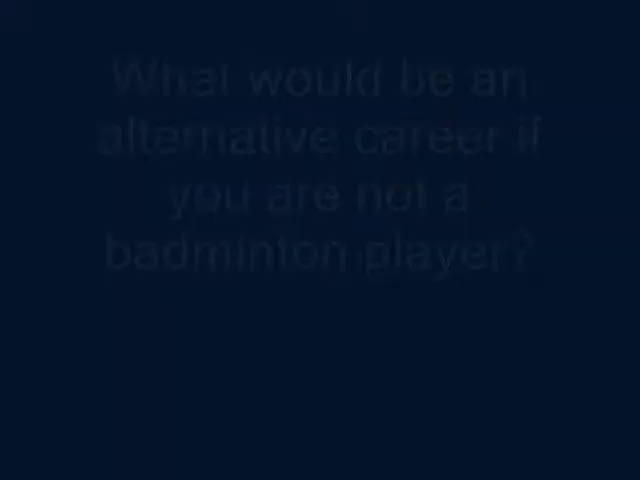 What would be an
alternative career if
you are not a
badminton player?